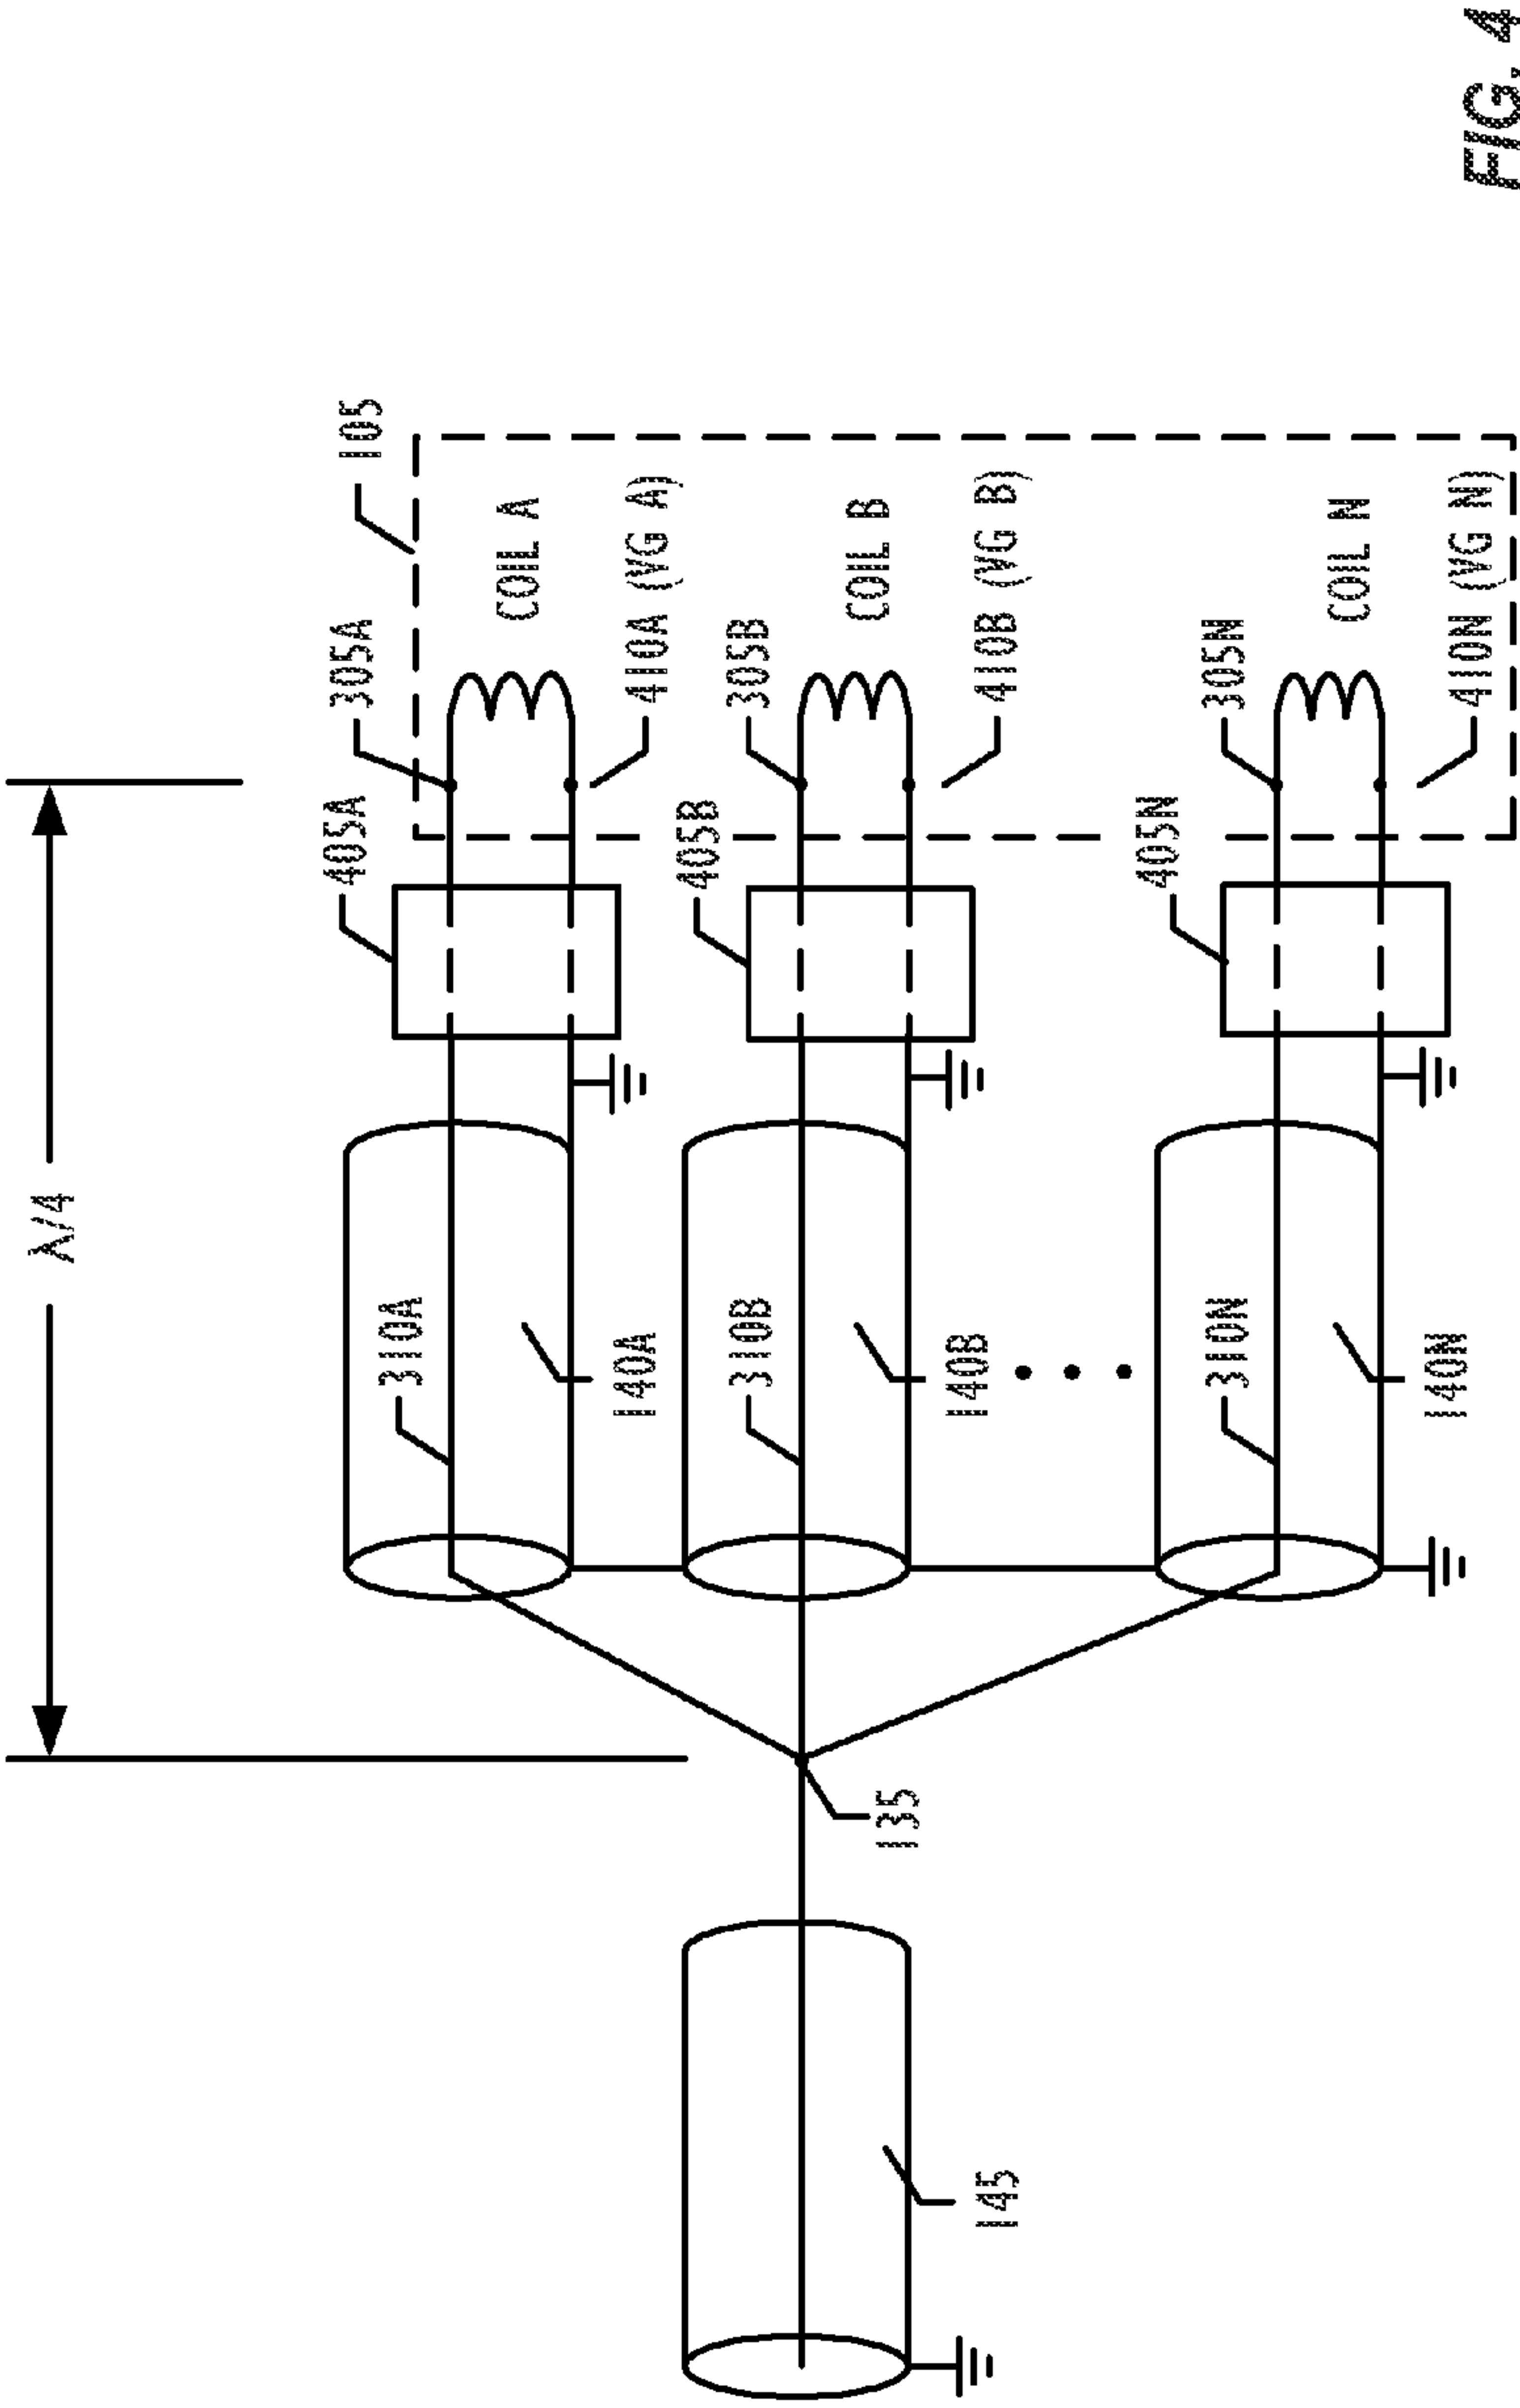 λ/4
105
305A
COIL A
405A
410A (VG A)
310A
140A
305B
COIL B
405B
410B (VG B)
310B
140B
305N
COIL N
405N
410N (VG N)
310N
140N
135
145
FIG. 4